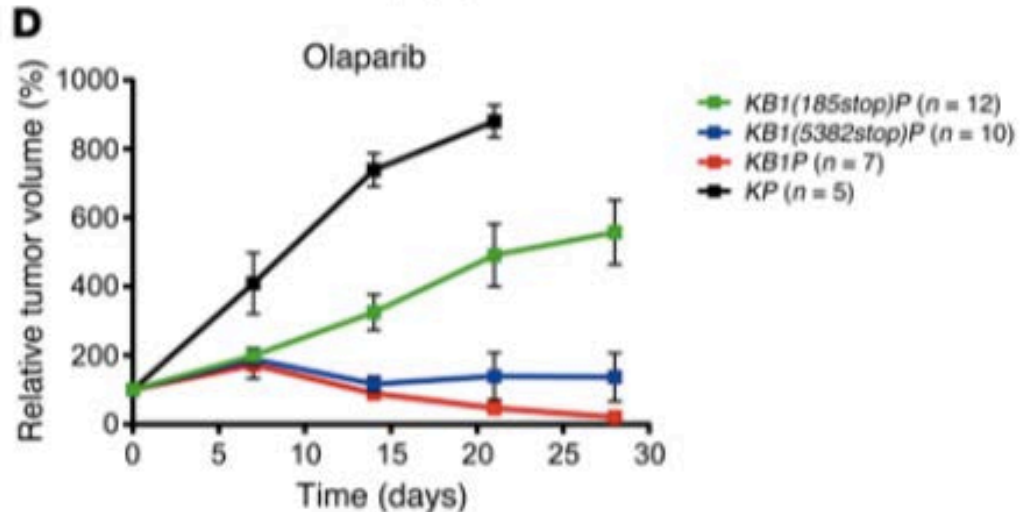 D
Olaparib
Relative tumor volume (%)
1000
800
600
400
200
0
0 5 10 15 20 25 30
Time (days)
KB1(185stop)P (n = 12)
KB1(5382stop)P (n = 10)
KB1P (n = 7)
KP (n = 5)